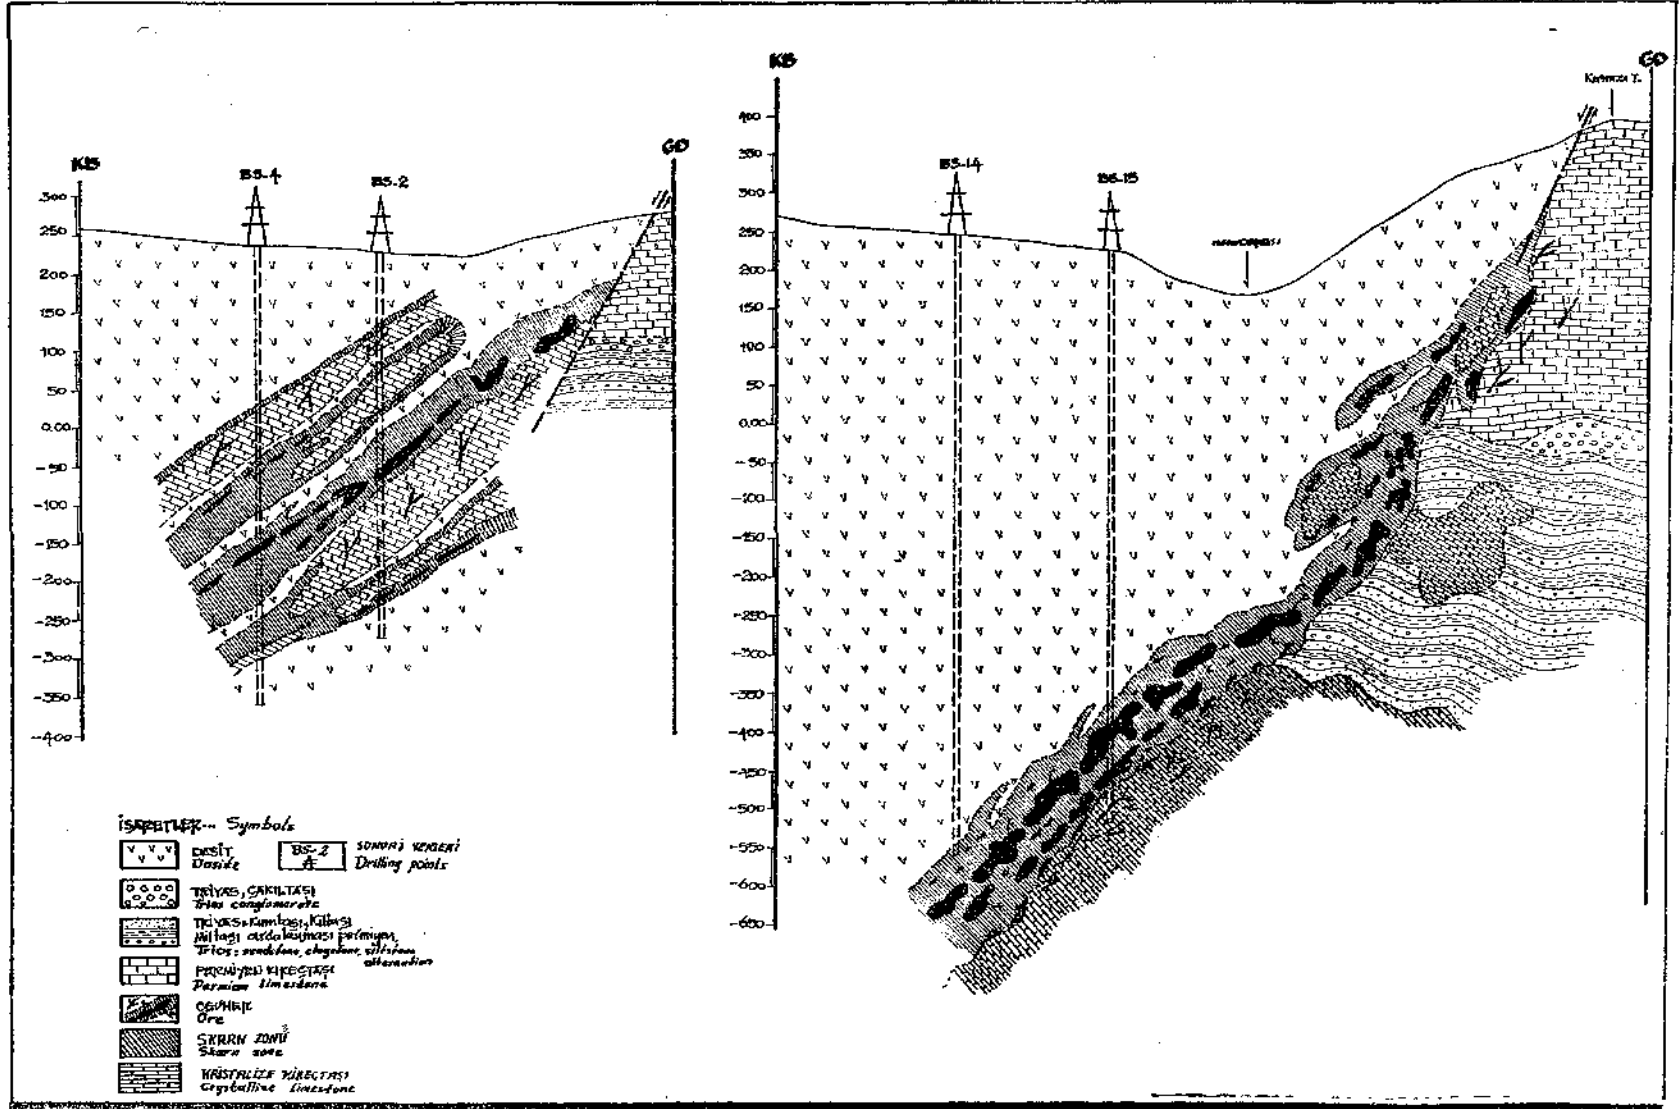 KB
BS-4
BS-2
GD
300
250
200
150
100
50
0.00
-50
-100
-150
-200
-250
-300
-350
-400
KB
BS-14
BS-15
GD
400
350
300
250
200
150
100
50
0.00
-50
-100
-150
-200
-250
-300
-350
-400
-450
-500
-550
-600
-650
İŞARETLER... Symbols
DESİT
Dasite
BS-2
Drilling points
TRİYAS, ÇAKILTAŞI
Trias conglomerate
TRİYAS: Kumtaşı, Kiltaşı
Trias: sandstone, claystone, siltstone
alternation
PERMİYEN KİREÇTAŞI
Permian limestone
CEVHER
Ore
SKARN ZONU
Skarn zone
KRİSTALİZE KİREÇTAŞI
Crystalline limestone